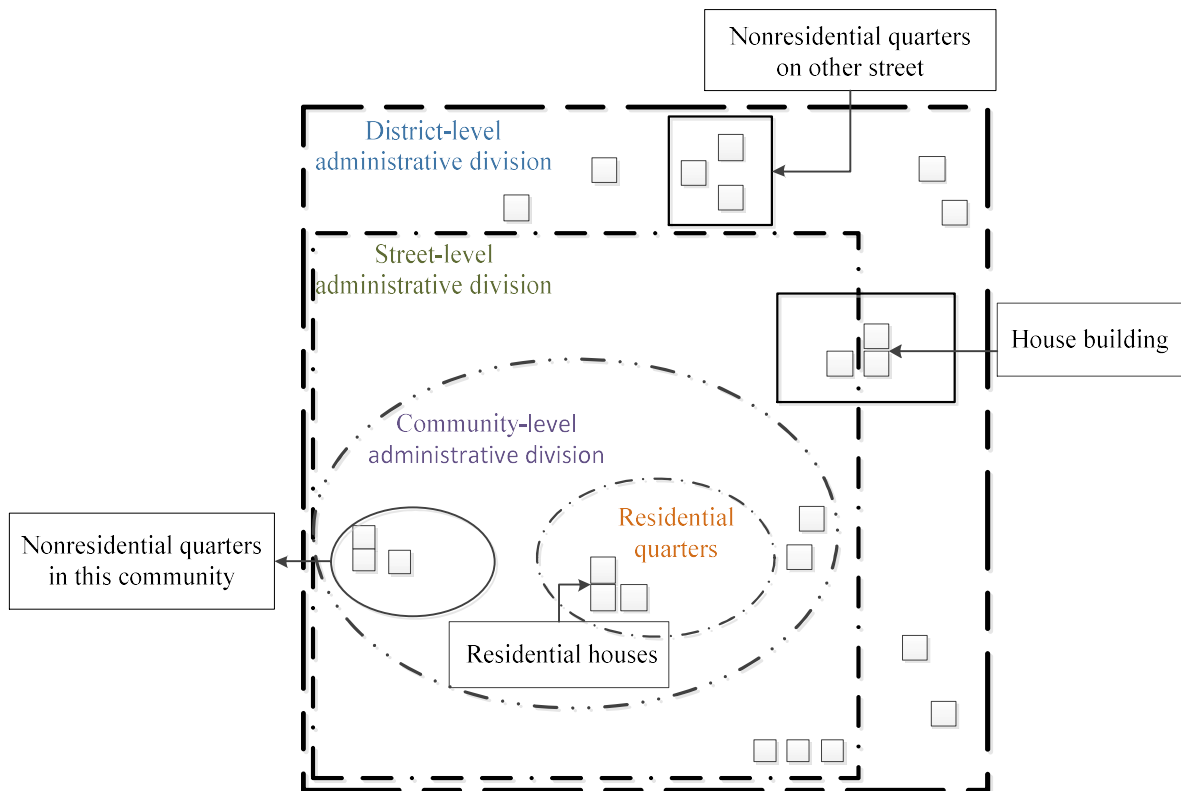 Nonresidential quarters
on other street
District-level
administrative division
Street-level
administrative division
House building
Community-level
administrative division
Residential
quarters
Nonresidential quarters
in this community
Residential houses